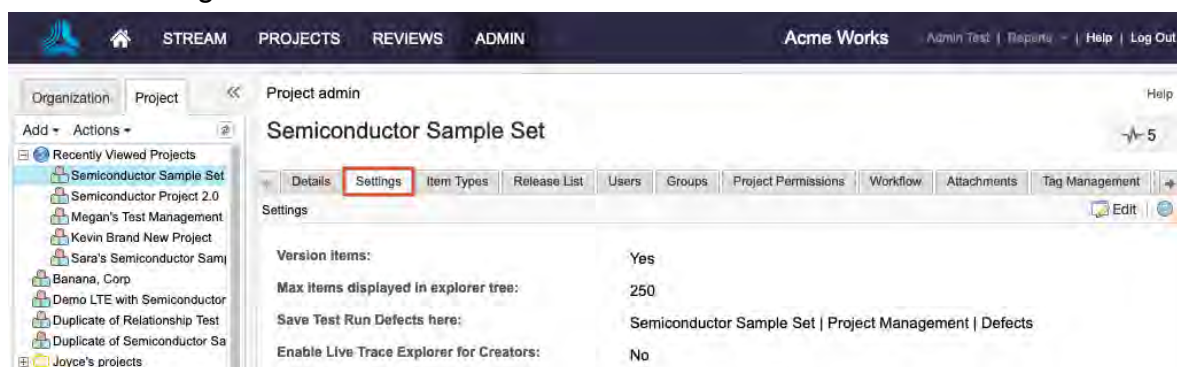 STREAM PROJECTS REVIEWS ADMIN Acme Works Admin Test | Reports | Help | Log Out
Organization Project Project admin Help
Add Actions Semiconductor Sample Set 5
Recently Viewed Projects
Semiconductor Sample Set Details Settings Item Types Release List Users Groups Project Permissions Workflow Attachments Tag Management
Semiconductor Project 2.0 Settings Edit
Megan's Test Management
Kevin Brand New Project
Sara's Semiconductor Samp Version items: Yes
Banana, Corp
Demo LTE with Semiconductor Max items displayed in explorer tree: 250
Duplicate of Relationship Test Save Test Run Defects here: Semiconductor Sample Set | Project Management | Defects
Duplicate of Semiconductor Sa
Joyce's projects Enable Live Trace Explorer for Creators: No